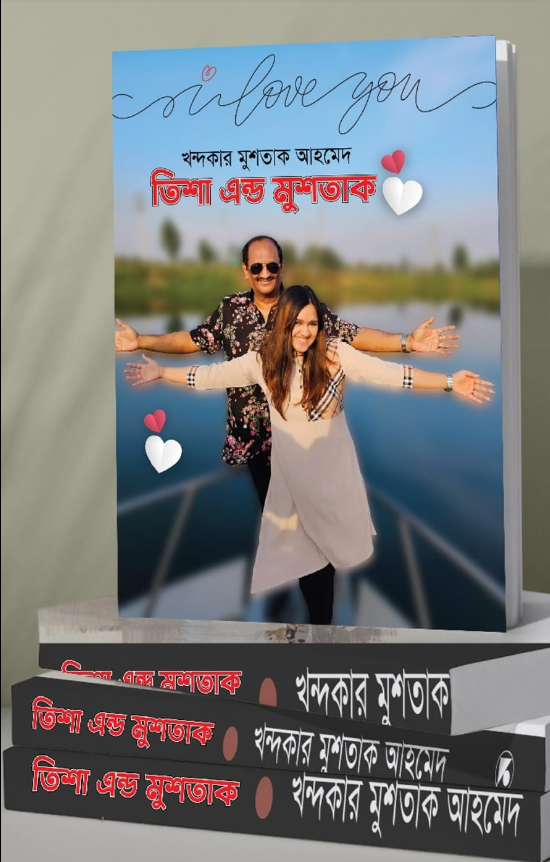 i love you
খন্দকার মুশতাক আহমেদ
তিশা এন্ড মুশতাক
তিশা এন্ড মুশতাক খন্দকার মুশতাক
তিশা এন্ড মুশতাক খন্দকার মুশতাক আহমেদ
তিশা এন্ড মুশতাক খন্দকার মুশতাক আহমেদ